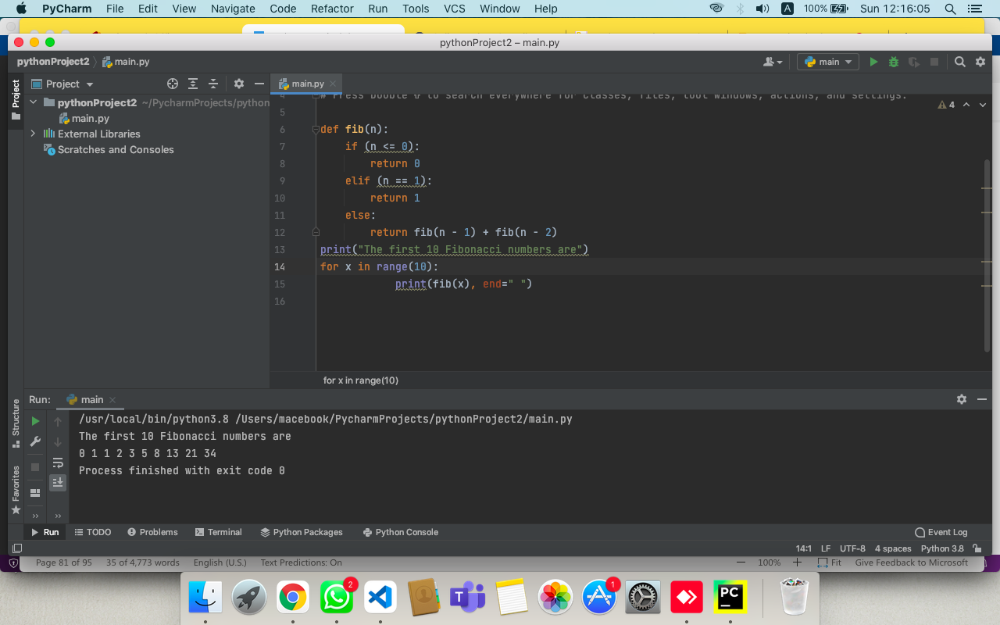 PyCharm File Edit View Navigate Code Refactor Run Tools VCS Window Help A 100% Sun 12:16:05
pythonProject2 – main.py
pythonProject2 main.py main
Project
Project main.py
4 # Press Double ⇧ to search everywhere for classes, files, tool windows, actions, and settings.
pythonProject2 ~/PycharmProjects/python
main.py
External Libraries
Scratches and Consoles
4
5
6 def fib(n):
7 if (n <= 0):
8 return 0
9 elif (n == 1):
10 return 1
11 else:
12 return fib(n - 1) + fib(n - 2)
13 print("The first 10 Fibonacci numbers are")
14 for x in range(10):
15 print(fib(x), end=" ")
16
for x in range(10)
Structure
Favorites
Run: main
/usr/local/bin/python3.8 /Users/macebook/PycharmProjects/pythonProject2/main.py
The first 10 Fibonacci numbers are
0 1 1 2 3 5 8 13 21 34
Process finished with exit code 0
Run TODO Problems Terminal Python Packages Python Console Event Log
14:1 LF UTF-8 4 spaces Python 3.8
Page 81 of 95 35 of 4,773 words English (U.S.) Text Predictions: On 100% Fit Give Feedback to Microsoft
2
1
PC